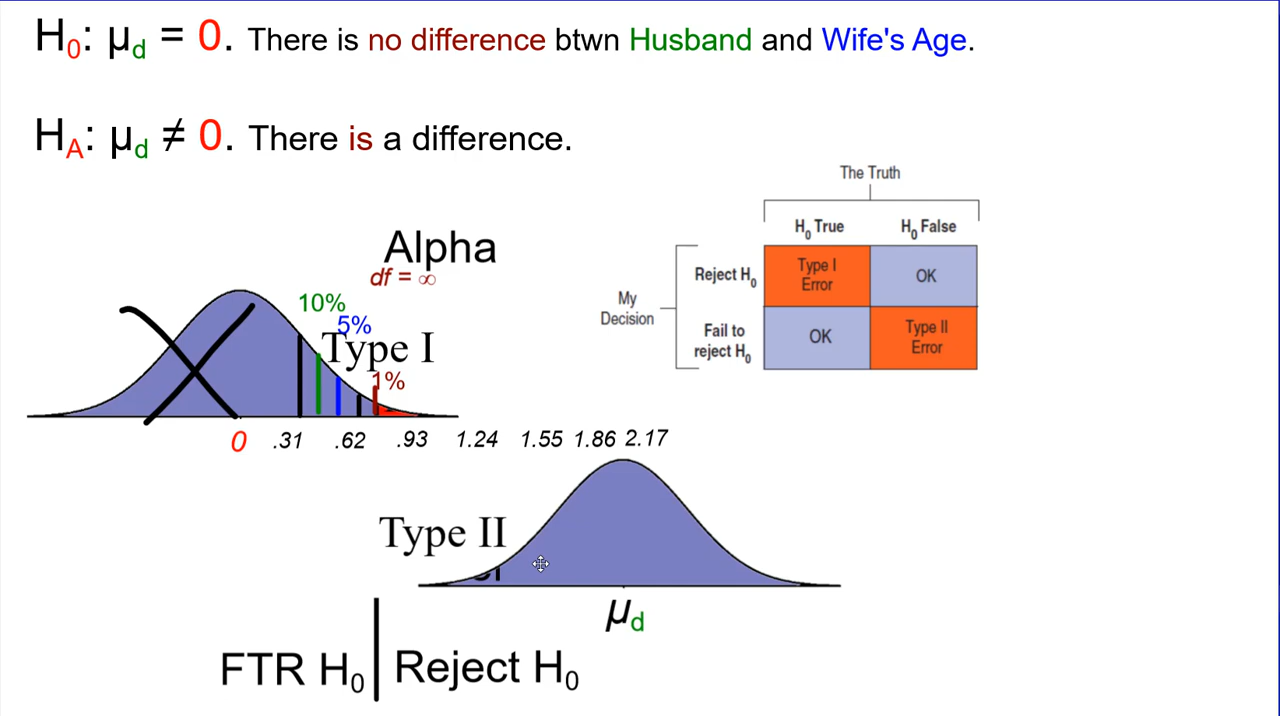 H0: μd = 0. There is no difference btwn Husband and Wife's Age.
HA: μd ≠ 0. There is a difference.
The Truth
H0 True H0 False
My Decision
Reject H0
Type I Error
OK
Fail to reject H0
OK
Type II Error
Alpha
df = ∞
10%
5%
Type I
1%
0 .31 .62 .93 1.24 1.55 1.86 2.17
Type II
μd
FTR H0 | Reject H0